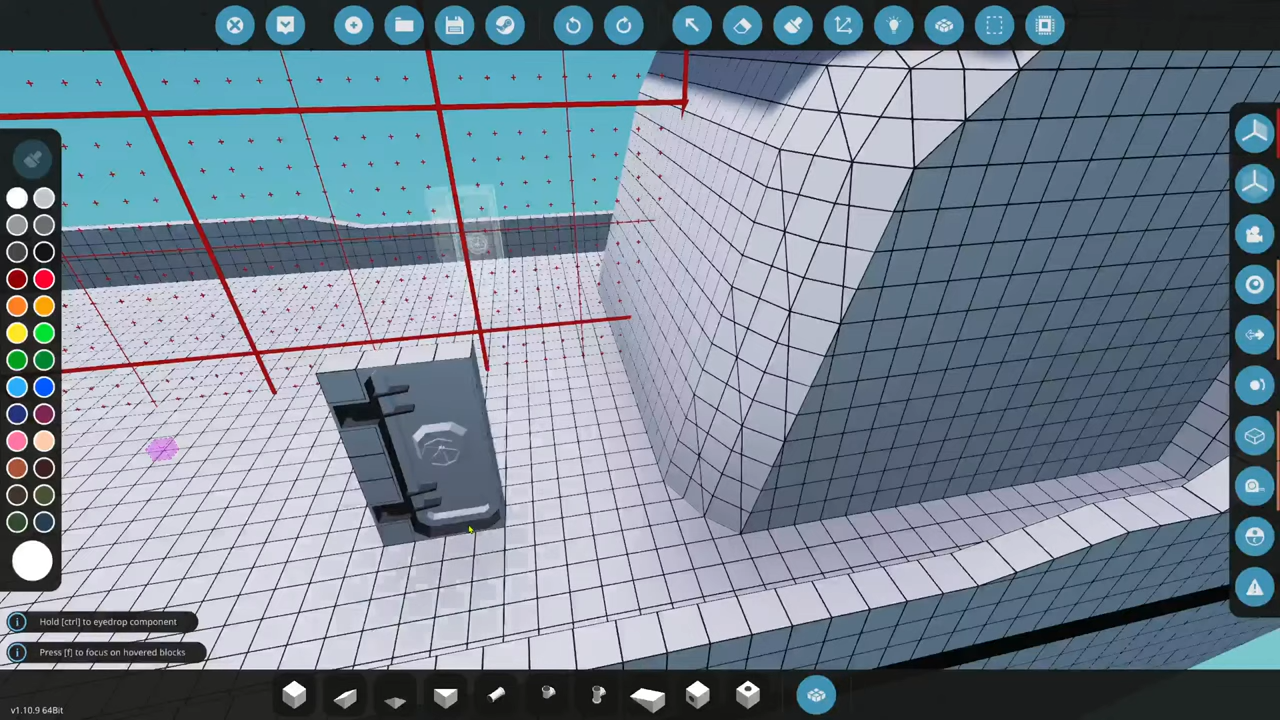 Hold [ctrl] to eyedrop component
Press [f] to focus on hovered blocks
v1.10.9 64Bit